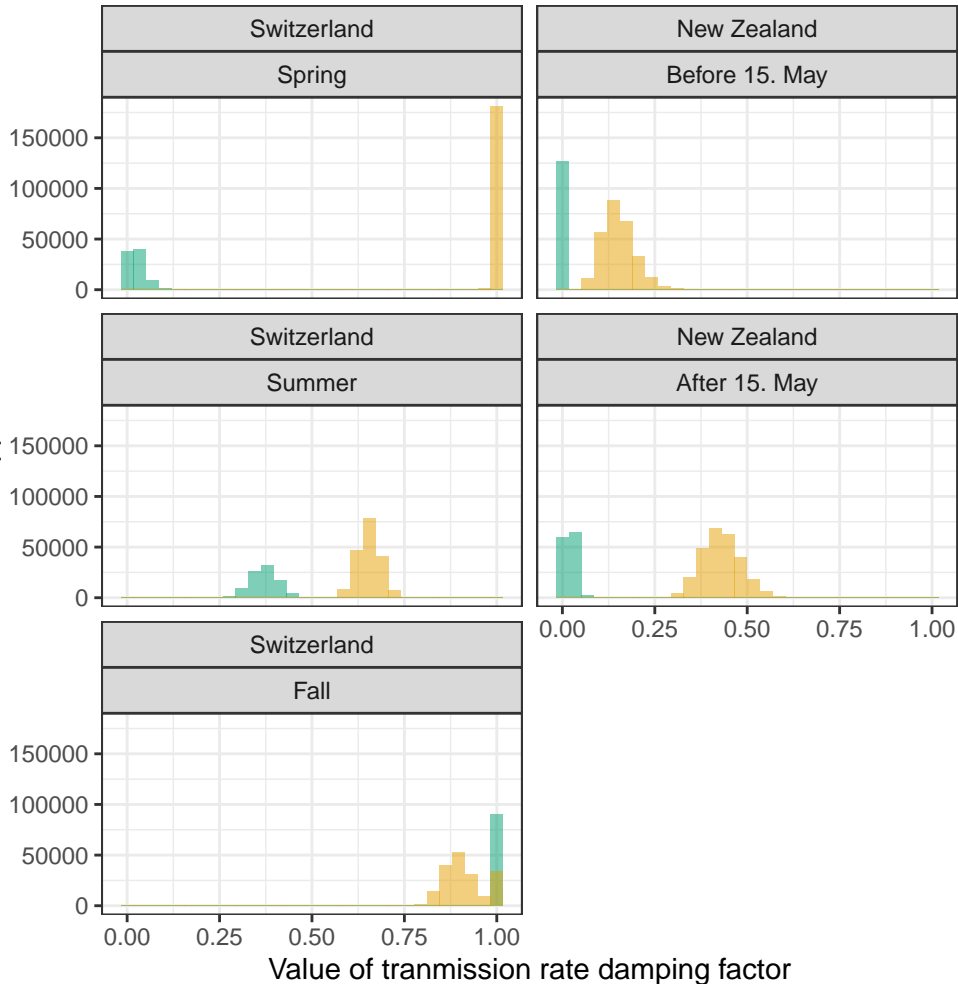 Switzerland
Spring
150000
100000
50000
0
New Zealand
Before 15. May
Switzerland
Summer
150000
100000
50000
0
New Zealand
After 15. May
0.00 0.25 0.50 0.75 1.00
Switzerland
Fall
150000
100000
50000
0
0.00 0.25 0.50 0.75 1.00
Value of tranmission rate damping factor